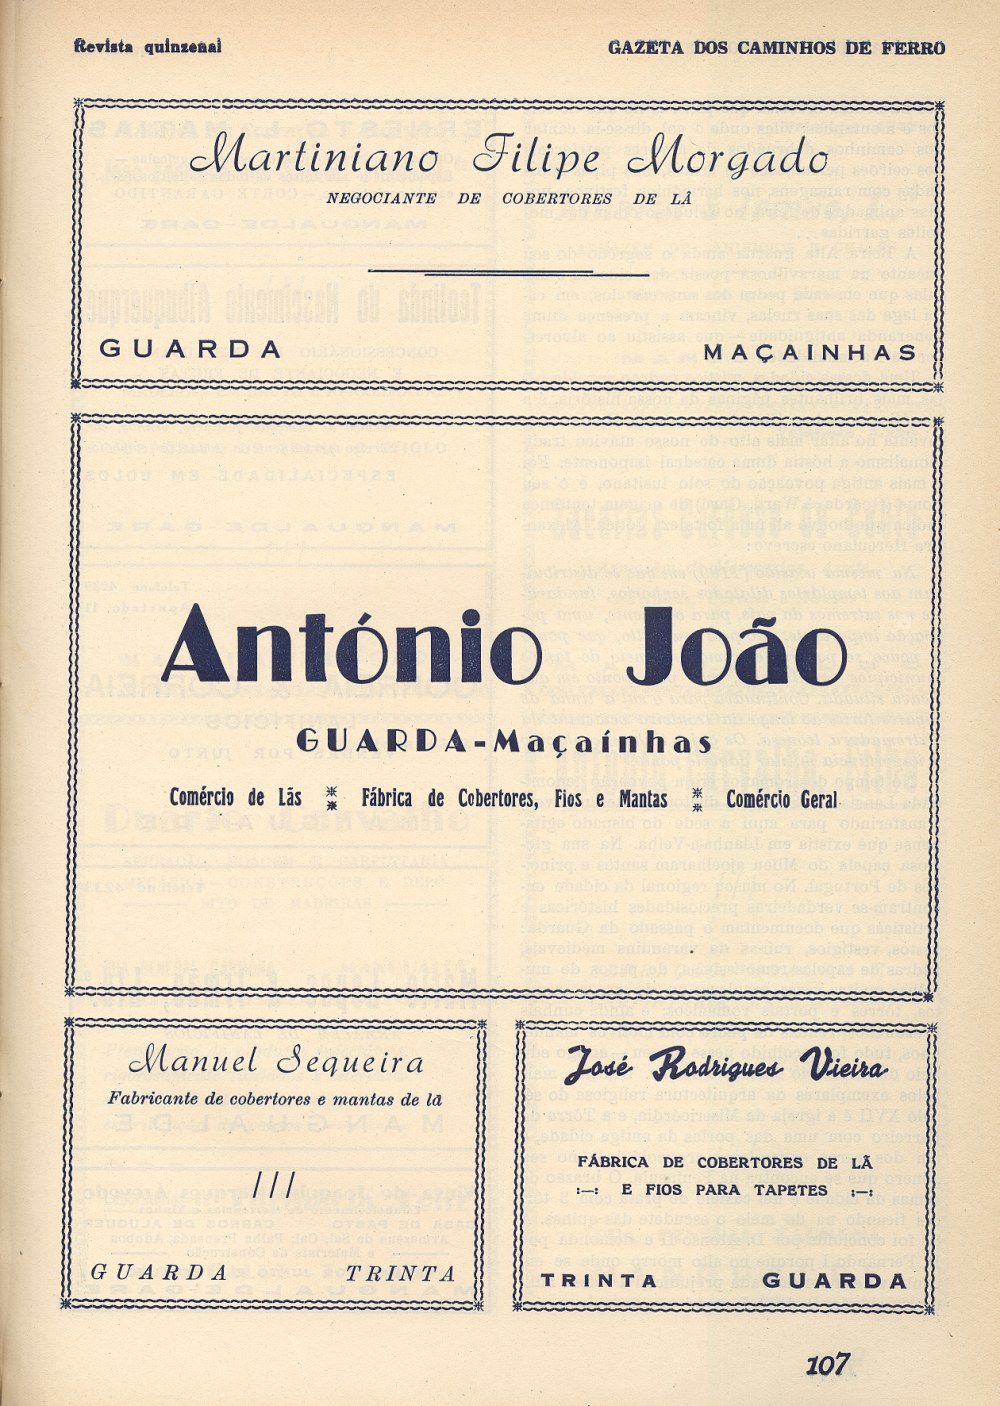 Revista quinzenal
GAZETA DOS CAMINHOS DE FERRO
Martiniano Filipe Morgado
NEGOCIANTE DE COBERTORES DE LÃ
GUARDA
MAÇAINHAS
António João
GUARDA-Maçaínhas
Comércio de Lãs ⁑ Fábrica de Cobertores, Fios e Mantas ⁑ Comércio Geral
Manuel Sequeira
Fabricante de cobertores e mantas de lã
///
GUARDA TRINTA
José Rodrigues Vieira
FÁBRICA DE COBERTORES DE LÃ
:—: E FIOS PARA TAPETES :—:
TRINTA GUARDA
107